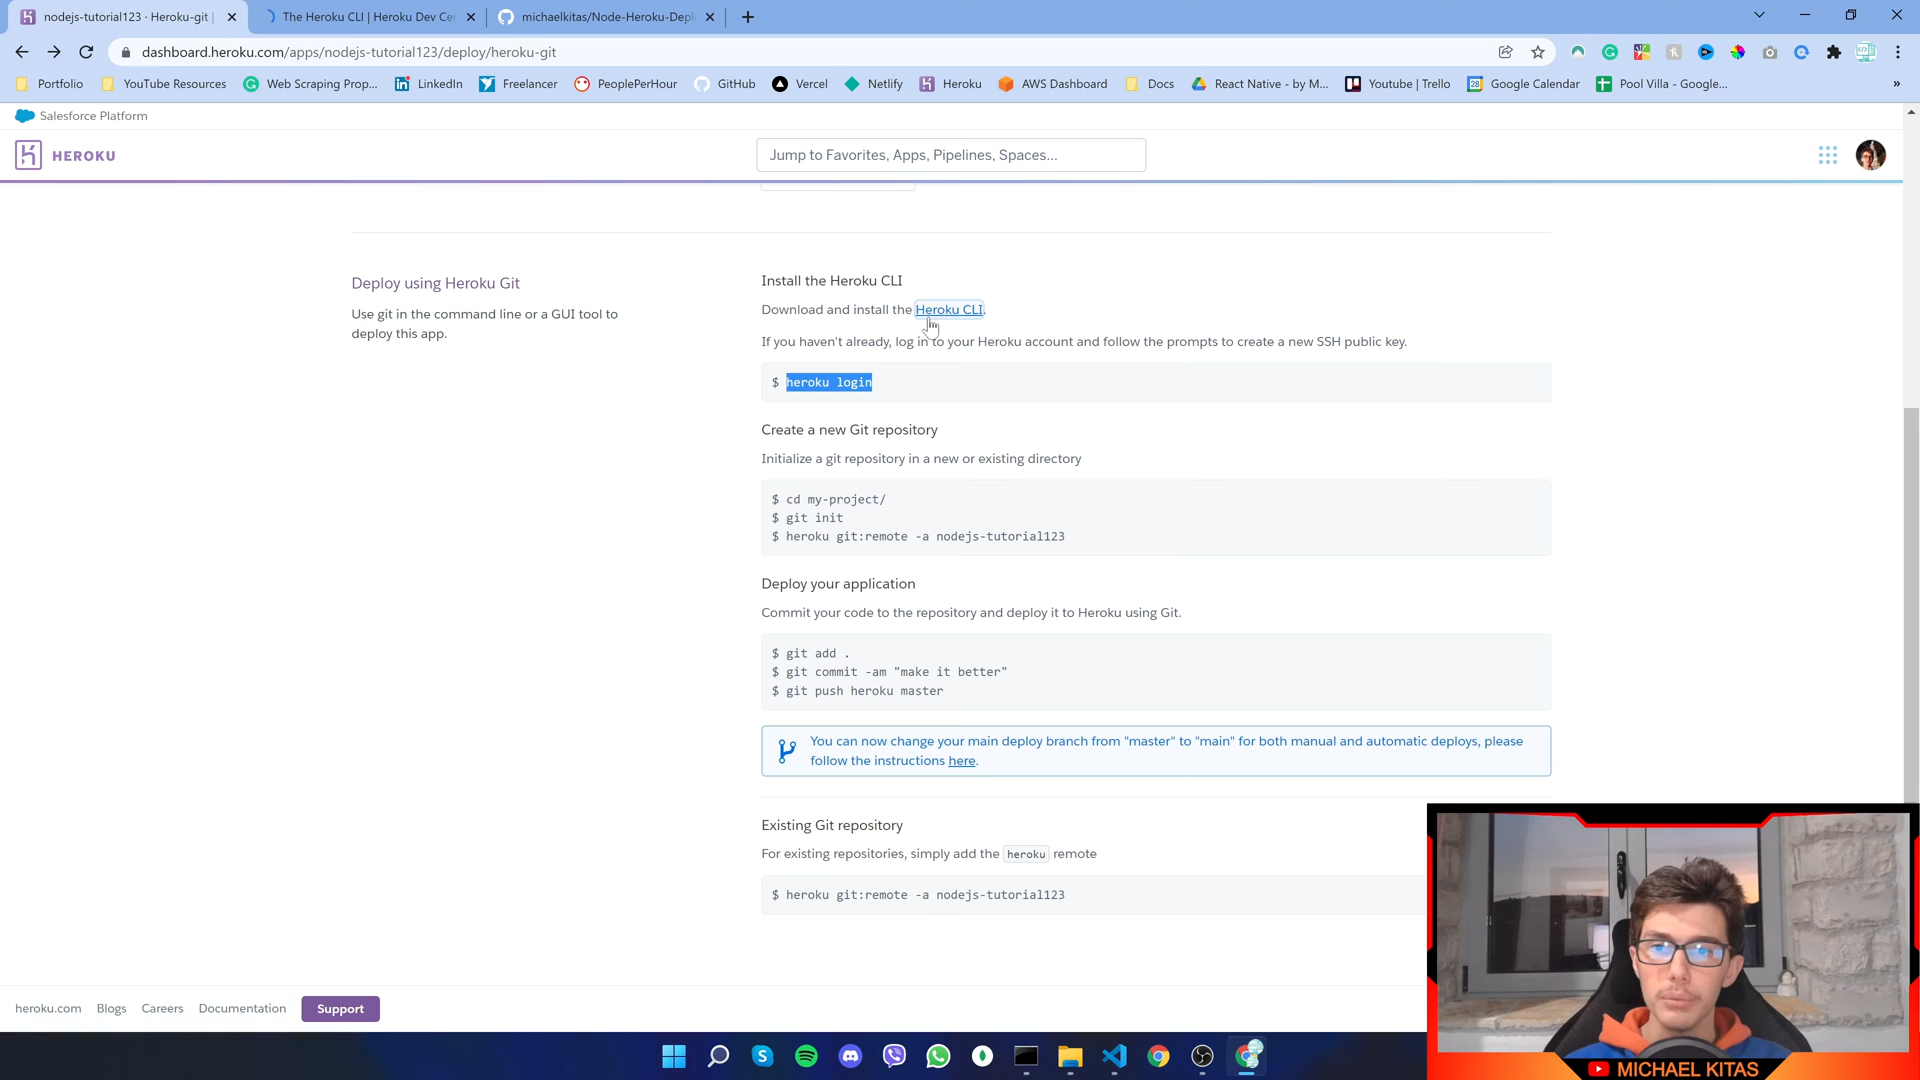 nodejs-tutorial123 · Heroku-git |
The Heroku CLI | Heroku Dev Cen
michaelkitas/Node-Heroku-Depl
dashboard.heroku.com/apps/nodejs-tutorial123/deploy/heroku-git
Portfolio
YouTube Resources
Web Scraping Prop...
LinkedIn
Freelancer
PeoplePerHour
GitHub
Vercel
Netlify
Heroku
AWS Dashboard
Docs
React Native - by M...
Youtube | Trello
28
Google Calendar
Pool Villa - Google...
»
Salesforce Platform
HEROKU
Jump to Favorites, Apps, Pipelines, Spaces...
Deploy using Heroku Git
Use git in the command line or a GUI tool to
deploy this app.
Install the Heroku CLI
Download and install the Heroku CLI.
If you haven't already, log in to your Heroku account and follow the prompts to create a new SSH public key.
$ heroku login
Create a new Git repository
Initialize a git repository in a new or existing directory
$ cd my-project/
$ git init
$ heroku git:remote -a nodejs-tutorial123
Deploy your application
Commit your code to the repository and deploy it to Heroku using Git.
$ git add .
$ git commit -am "make it better"
$ git push heroku master
You can now change your main deploy branch from "master" to "main" for both manual and automatic deploys, please
follow the instructions here.
Existing Git repository
For existing repositories, simply add the heroku remote
$ heroku git:remote -a nodejs-tutorial123
heroku.com
Blogs
Careers
Documentation
Support
MICHAEL KITAS